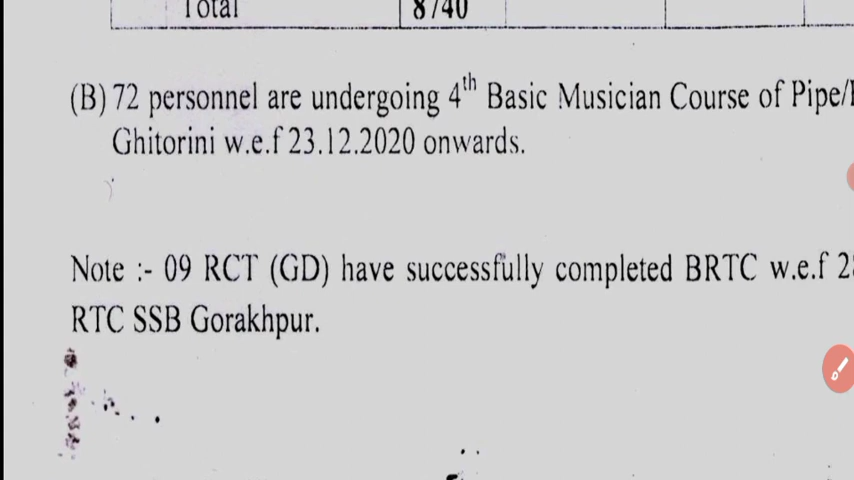 Total 8740
(B) 72 personnel are undergoing 4th Basic Musician Course of
Ghitorini w.e.f 23.12.2020 onwards.
Note :- 09 RCT (GD) have successfully completed BRTC w.e.f
RTC SSB Gorakhpur.